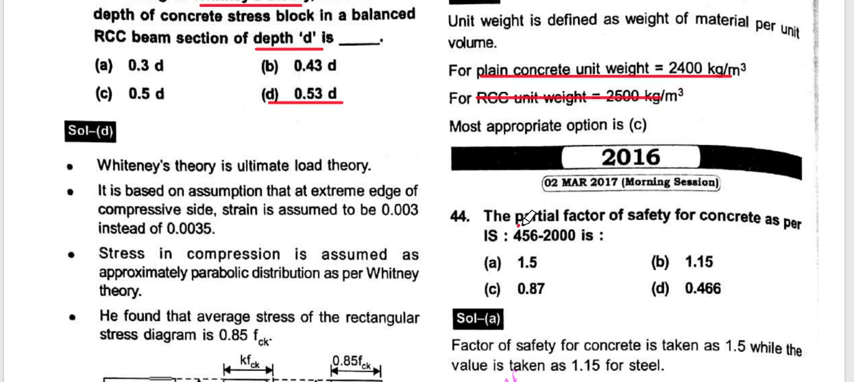 depth of concrete stress block in a balanced
RCC beam section of depth 'd' is ____.
(a) 0.3 d (b) 0.43 d
(c) 0.5 d (d) 0.53 d
Sol–(d)
• Whiteney's theory is ultimate load theory.
• It is based on assumption that at extreme edge of
compressive side, strain is assumed to be 0.003
instead of 0.0035.
• Stress in compression is assumed as
approximately parabolic distribution as per Whitney
theory.
• He found that average stress of the rectangular
stress diagram is 0.85 fck.
kfck 0.85fck
Unit weight is defined as weight of material per unit
volume.
For plain concrete unit weight = 2400 kg/m³
For RCC unit weight = 2500 kg/m³
Most appropriate option is (c)
2016
02 MAR 2017 (Morning Session)
44. The partial factor of safety for concrete as per
IS : 456-2000 is :
(a) 1.5 (b) 1.15
(c) 0.87 (d) 0.466
Sol–(a)
Factor of safety for concrete is taken as 1.5 while the
value is taken as 1.15 for steel.